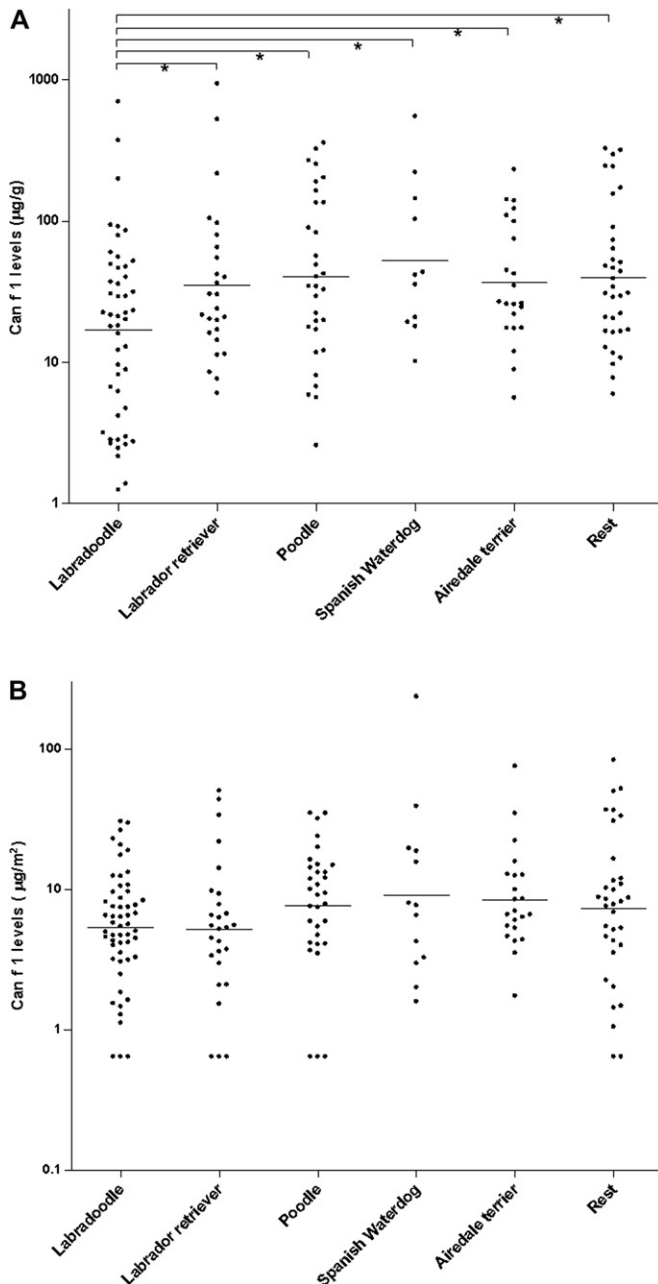 A
*
*
*
*
*
Can f 1 levels (µg/g)
1000
100
10
1
Labradoodle
Labrador retriever
Poodle
Spanish Waterdog
Airedale terrier
Rest
B
Can f 1 levels ( µg/m²)
100
10
1
0.1
Labradoodle
Labrador retriever
Poodle
Spanish Waterdog
Airedale terrier
Rest